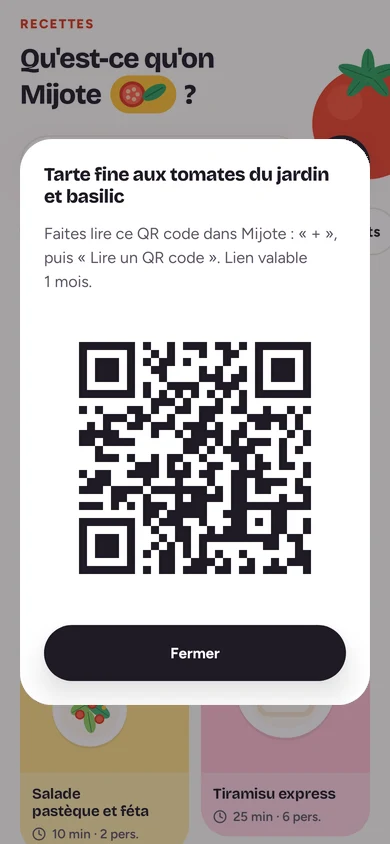 RECETTES
Qu'est-ce qu'on
Mijote ?
ts
Tarte fine aux tomates du jardin
et basilic
Faites lire ce QR code dans Mijote : « + »,
puis « Lire un QR code ». Lien valable
1 mois.
Fermer
Salade
pastèque et féta
10 min · 2 pers.
Tiramisu express
25 min · 6 pers.